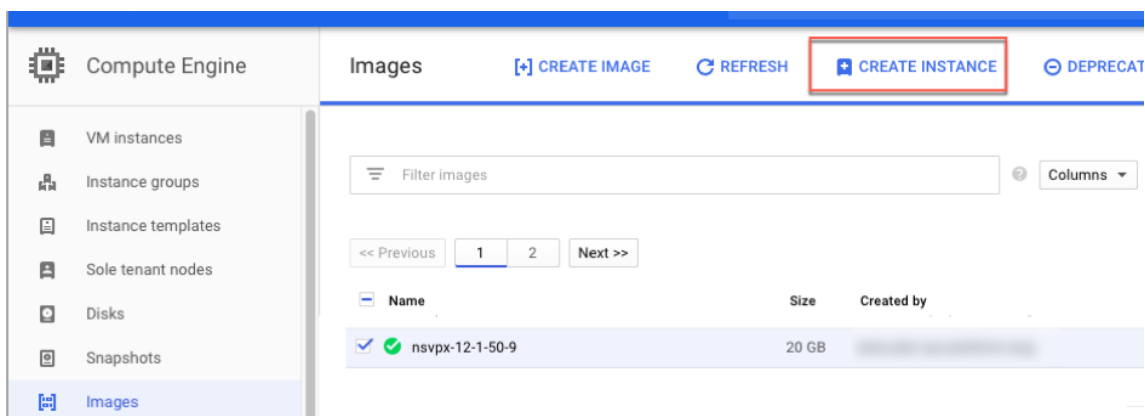 Compute Engine
Images
CREATE IMAGE
REFRESH
CREATE INSTANCE
VM instances
Instance groups
Instance templates
Sole tenant nodes
Disks
Snapshots
Images
Filter images
Columns
<< Previous
1
2
Next >>
Name
Size
Created by
nsvpx-12-1-50-9
20 GB